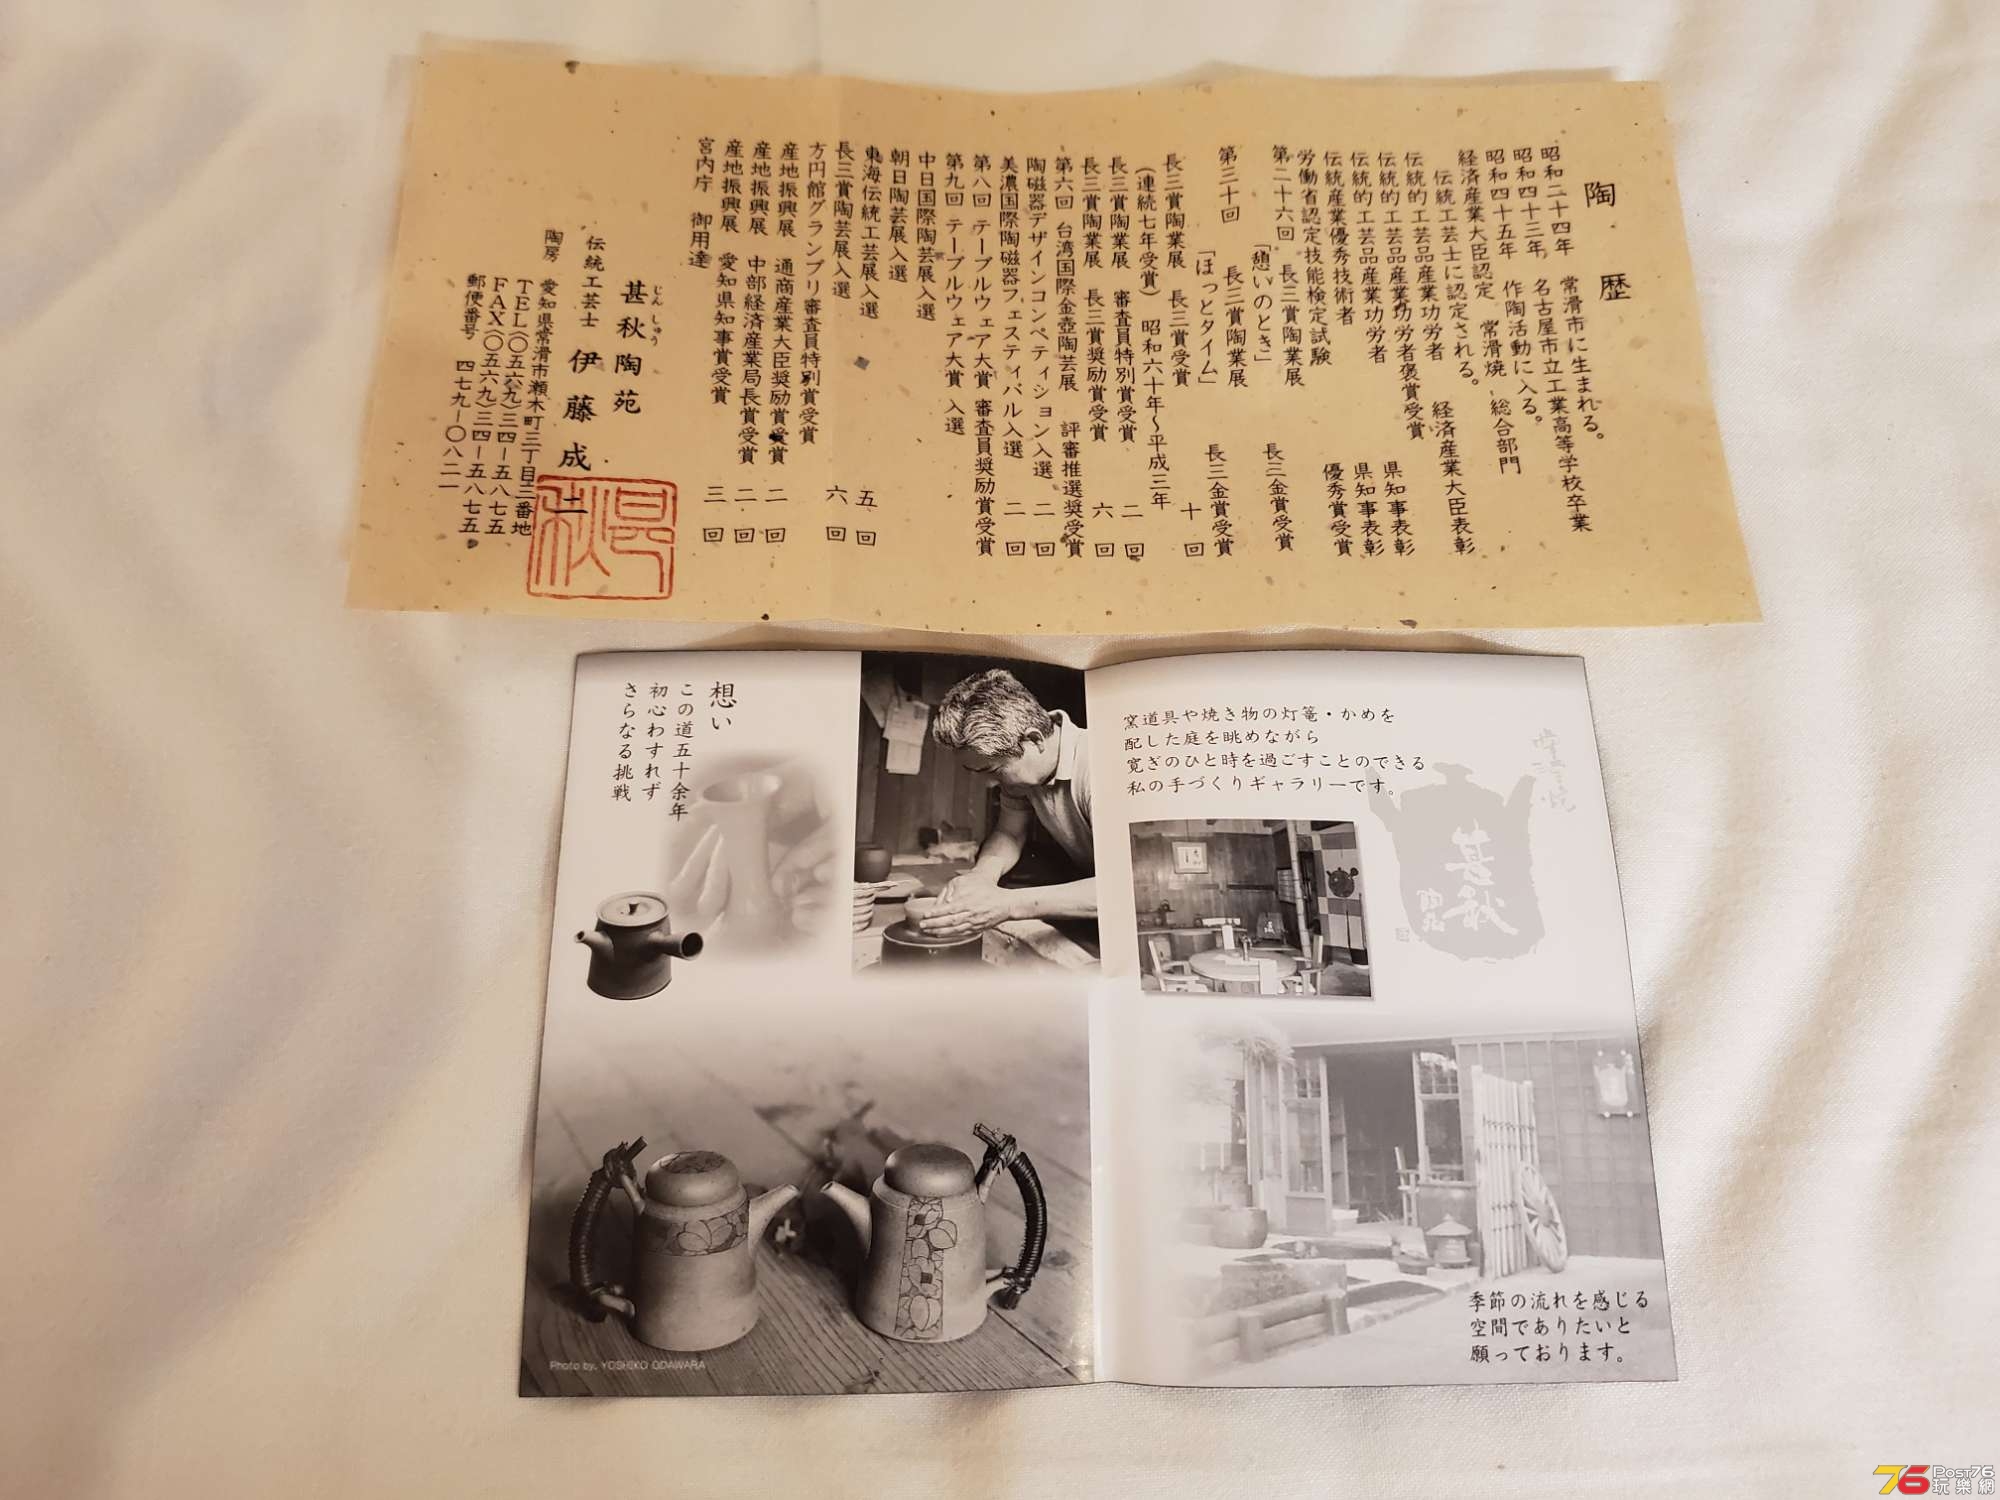 陶歴
昭和二十四年 常滑市に生まれる。
昭和四十三年 名古屋市立工業高等学校卒業
昭和四十五年 作陶活動に入る。
経済産業大臣認定 常滑焼 総合部門
伝統工芸士に認定される。
伝統的工芸品産業功労者 経済産業大臣表彰
伝統的工芸品産業功労者褒賞受賞 県知事表彰
伝統的工芸品産業功労者 県知事表彰
伝統産業優秀技術者 優秀賞受賞
労働省認定技能検定試験
第二十六回 長三賞陶業展 長三金賞受賞
「憩いのとき」
第三十回 長三賞陶業展 長三金賞受賞
「ほっとタイム」
長三賞陶業展 長三賞受賞 十回
(連続七年受賞) 昭和六十年〜平成三年
長三賞陶業展 審査員特別賞受賞 二回
長三賞陶業展 長三賞奨励賞受賞 六回
第六回 台湾国際金壺陶芸展 評審推選奨受賞
陶磁器デザインコンペティション入選 二回
美濃国際陶磁器フェスティバル入選 二回
第八回 テーブルウェア大賞 審査員奨励賞受賞
第九回 テーブルウェア大賞 入選
中日国際陶芸展入選
朝日陶芸展入選
東海伝統工芸展入選 五回
長三賞陶芸展入選 六回
方円館グランプリ審査員特別賞受賞
産地振興展 通商産業大臣奨励賞受賞 二回
産地振興展 中部経済産業局長賞受賞 二回
産地振興展 愛知県知事賞受賞 三回
宮内庁 御用達
じんしゅう
甚秋陶苑
伝統工芸士 伊藤成二
陶房 愛知県常滑市瀬木町三丁目三番地
TEL(〇五六九)三四-五八七五
FAX(〇五六九)三四-五八七五
郵便番号 四七九-〇八二一
想い
この道五十余年
初心わすれず
さらなる挑戦
Photo by. YOSHIKO ODAWARA
窯道具や焼き物の灯篭・かめを
配した庭を眺めながら
寛ぎのひと時を過ごすことのできる
私の手づくりギャラリーです。
甚秋
陶苑
季節の流れを感じる
空間でありたいと
願っております。
76 Post76
玩樂網